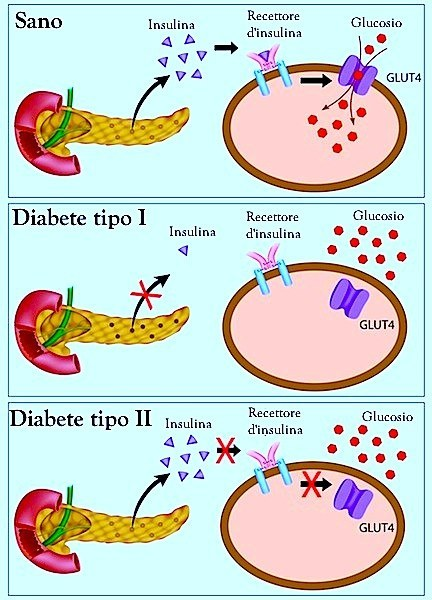 Sano
Insulina
Recettore
d'insulina
Glucosio
GLUT4
Diabete tipo I
Insulina
Recettore
d'insulina
Glucosio
GLUT4
Diabete tipo II
Insulina
Recettore
d'insulina
Glucosio
GLUT4